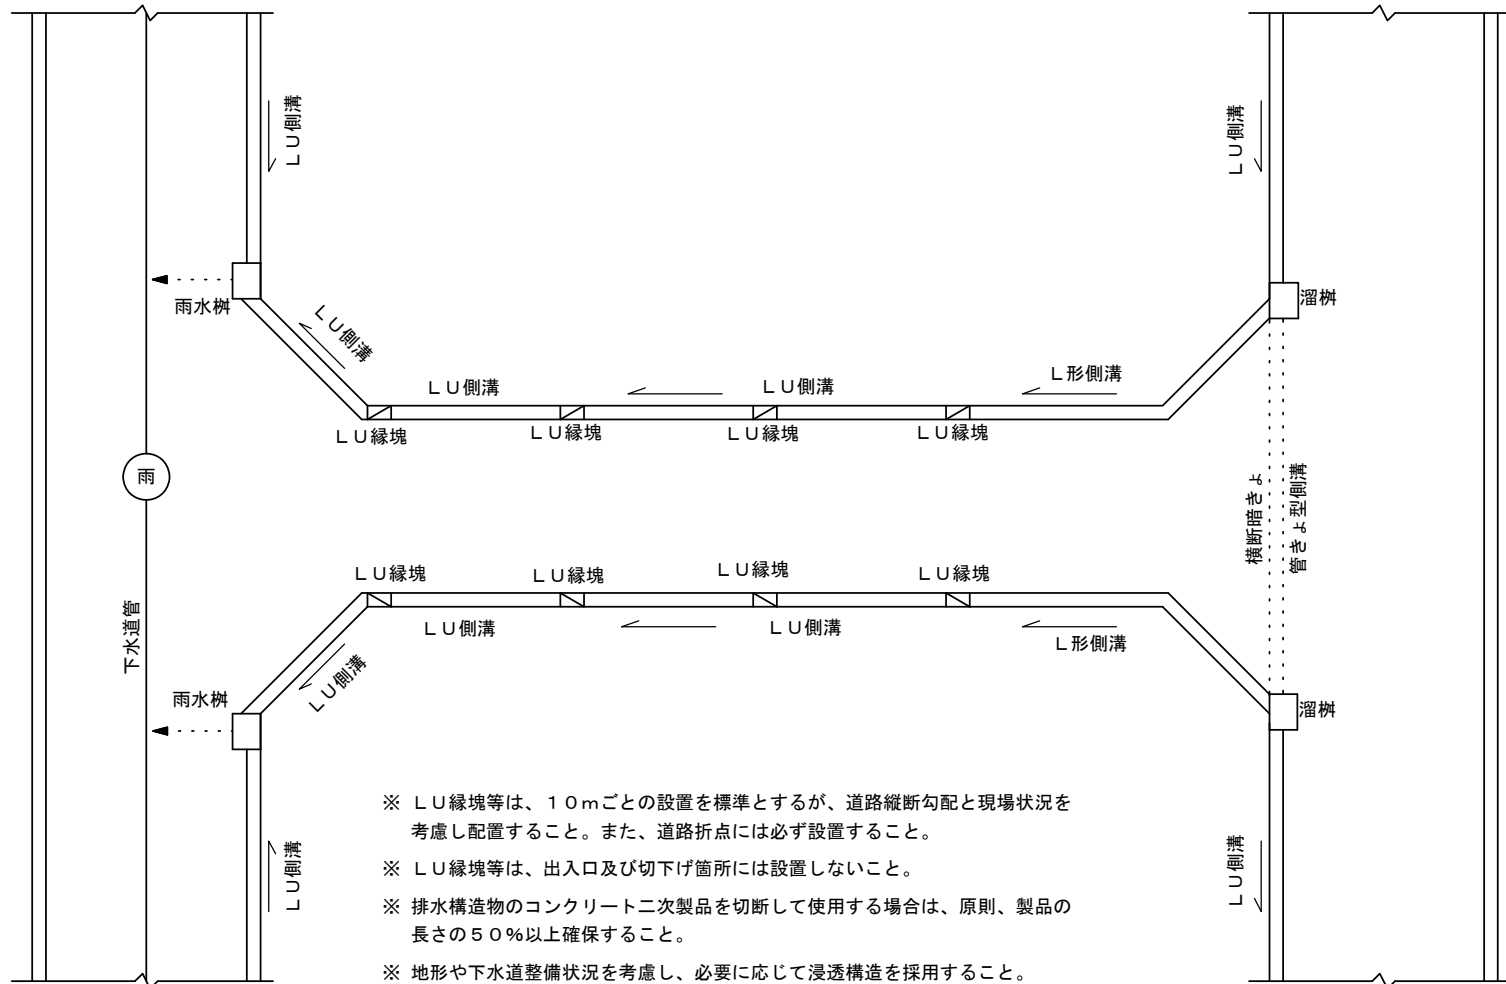 ＬＵ側溝
ＬＵ側溝
雨水桝
溜桝
ＬＵ側溝
ＬＵ側溝
ＬＵ側溝
Ｌ形側溝
ＬＵ縁塊
ＬＵ縁塊
ＬＵ縁塊
ＬＵ縁塊
雨
横断暗きょ
管きょ型側溝
ＬＵ縁塊
ＬＵ縁塊
ＬＵ縁塊
ＬＵ縁塊
下水道管
ＬＵ側溝
ＬＵ側溝
Ｌ形側溝
ＬＵ側溝
雨水桝
溜桝
ＬＵ側溝
ＬＵ側溝
※ ＬＵ縁塊等は、１０ｍごとの設置を標準とするが、道路縦断勾配と現場状況を
考慮し配置すること。また、道路折点には必ず設置すること。
※ ＬＵ縁塊等は、出入口及び切下げ箇所には設置しないこと。
※ 排水構造物のコンクリート二次製品を切断して使用する場合は、原則、製品の
長さの５０％以上確保すること。
※ 地形や下水道整備状況を考慮し、必要に応じて浸透構造を採用すること。